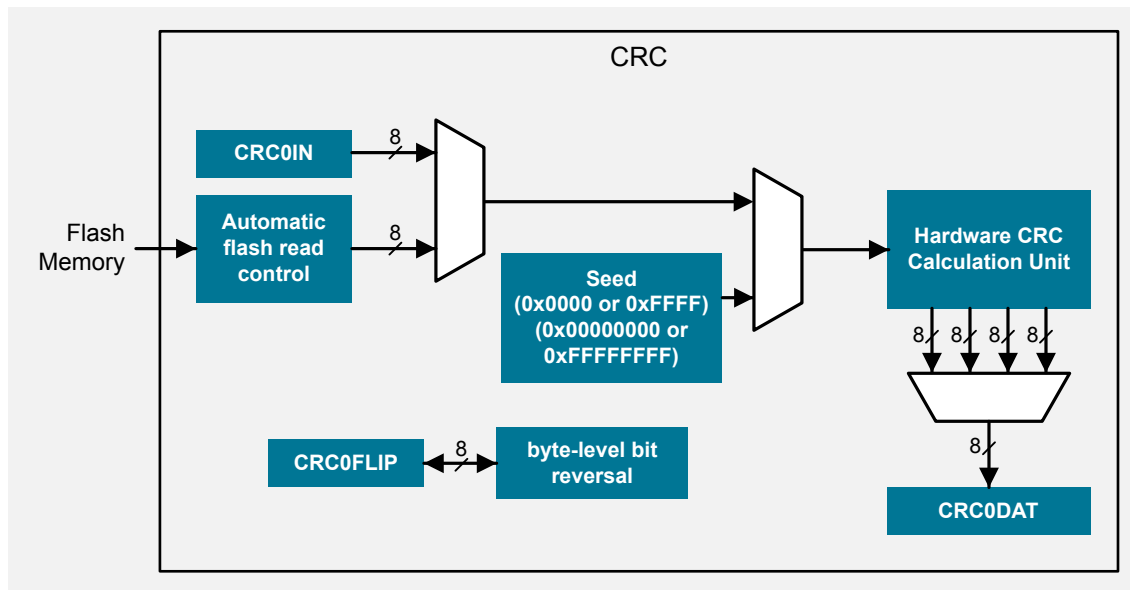 CRC
CRC0IN
8
Automatic
flash read
control
8
Flash
Memory
Seed
(0x0000 or 0xFFFF)
(0x00000000 or
0xFFFFFFFF)
Hardware CRC
Calculation Unit
8
8
8
8
8
CRC0DAT
CRC0FLIP
8
byte-level bit
reversal